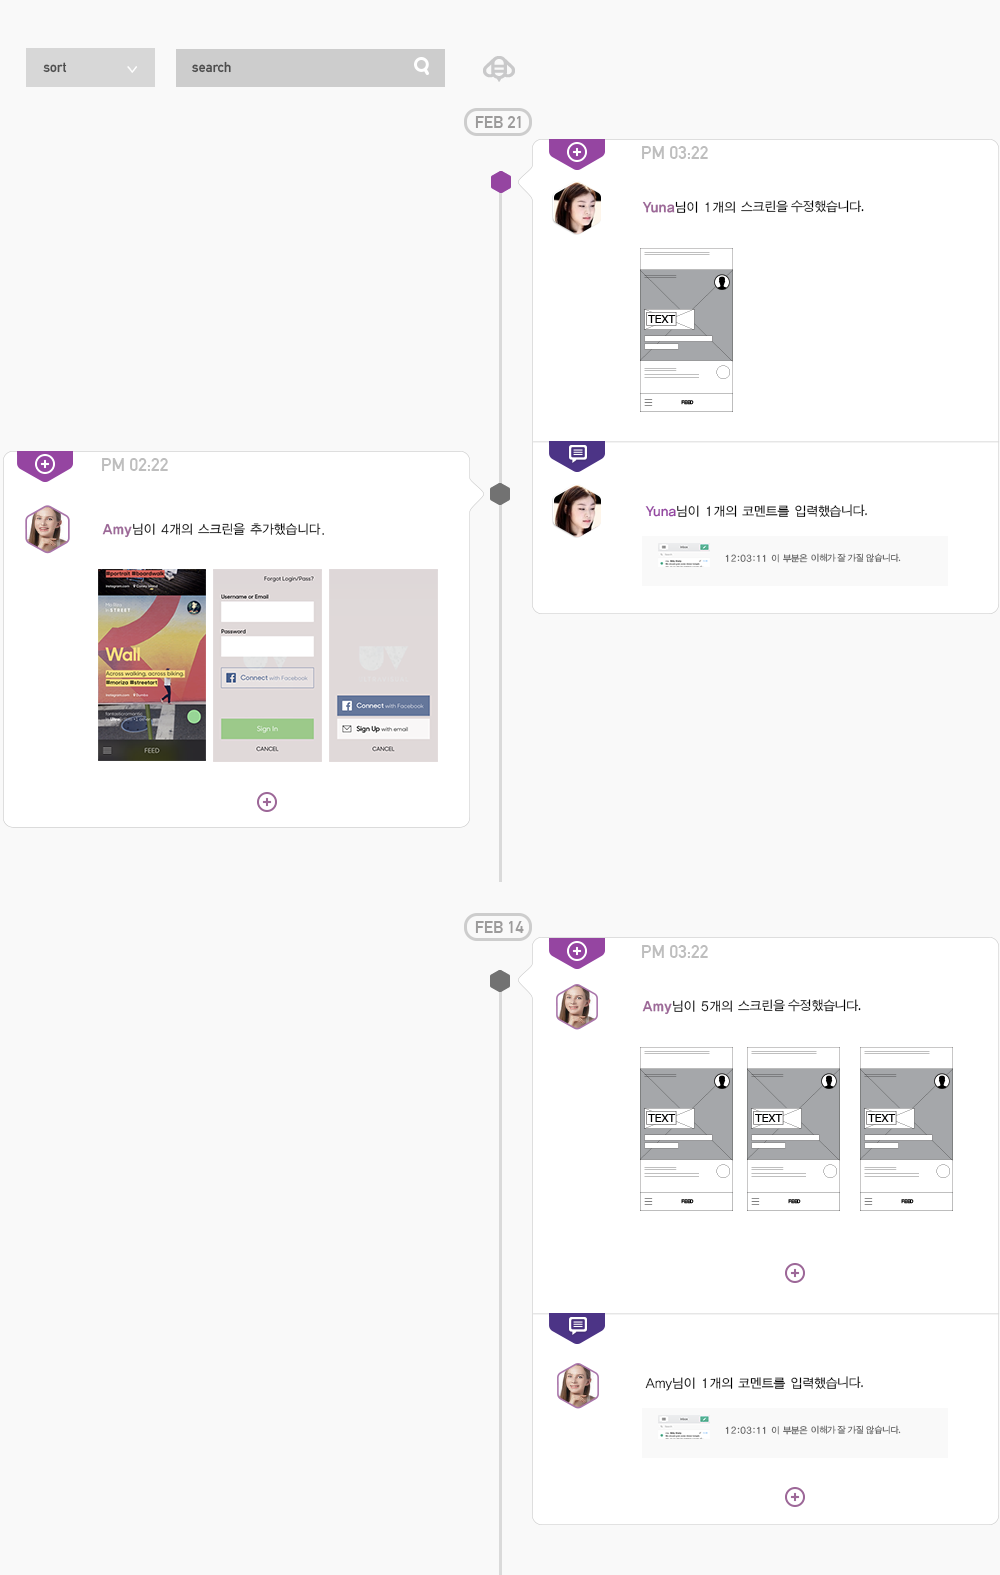 sort
search
FEB 21
PM 03:22
Yuna님이 1개의 스크린을 수정했습니다.
TEXT
FEED
Yuna님이 1개의 코멘트를 입력했습니다.
12:03:11 이 부분은 이해가 잘 가질 않습니다.
PM 02:22
Amy님이 4개의 스크린을 추가했습니다.
#portrait #boardwalk
instagram.com
STREET
Wall
Across walking, across biking.
#moriza #streetart
instagram.com
FEED
Forgot Login/Pass?
Username or Email
Password
UV
Connect with Facebook
Sign In
CANCEL
UV
Connect with Facebook
Sign Up with email
CANCEL
FEB 14
PM 03:22
Amy님이 5개의 스크린을 수정했습니다.
TEXT TEXT TEXT
FEED FEED FEED
Amy님이 1개의 코멘트를 입력했습니다.
12:03:11 이 부분은 이해가 잘 가질 않습니다.